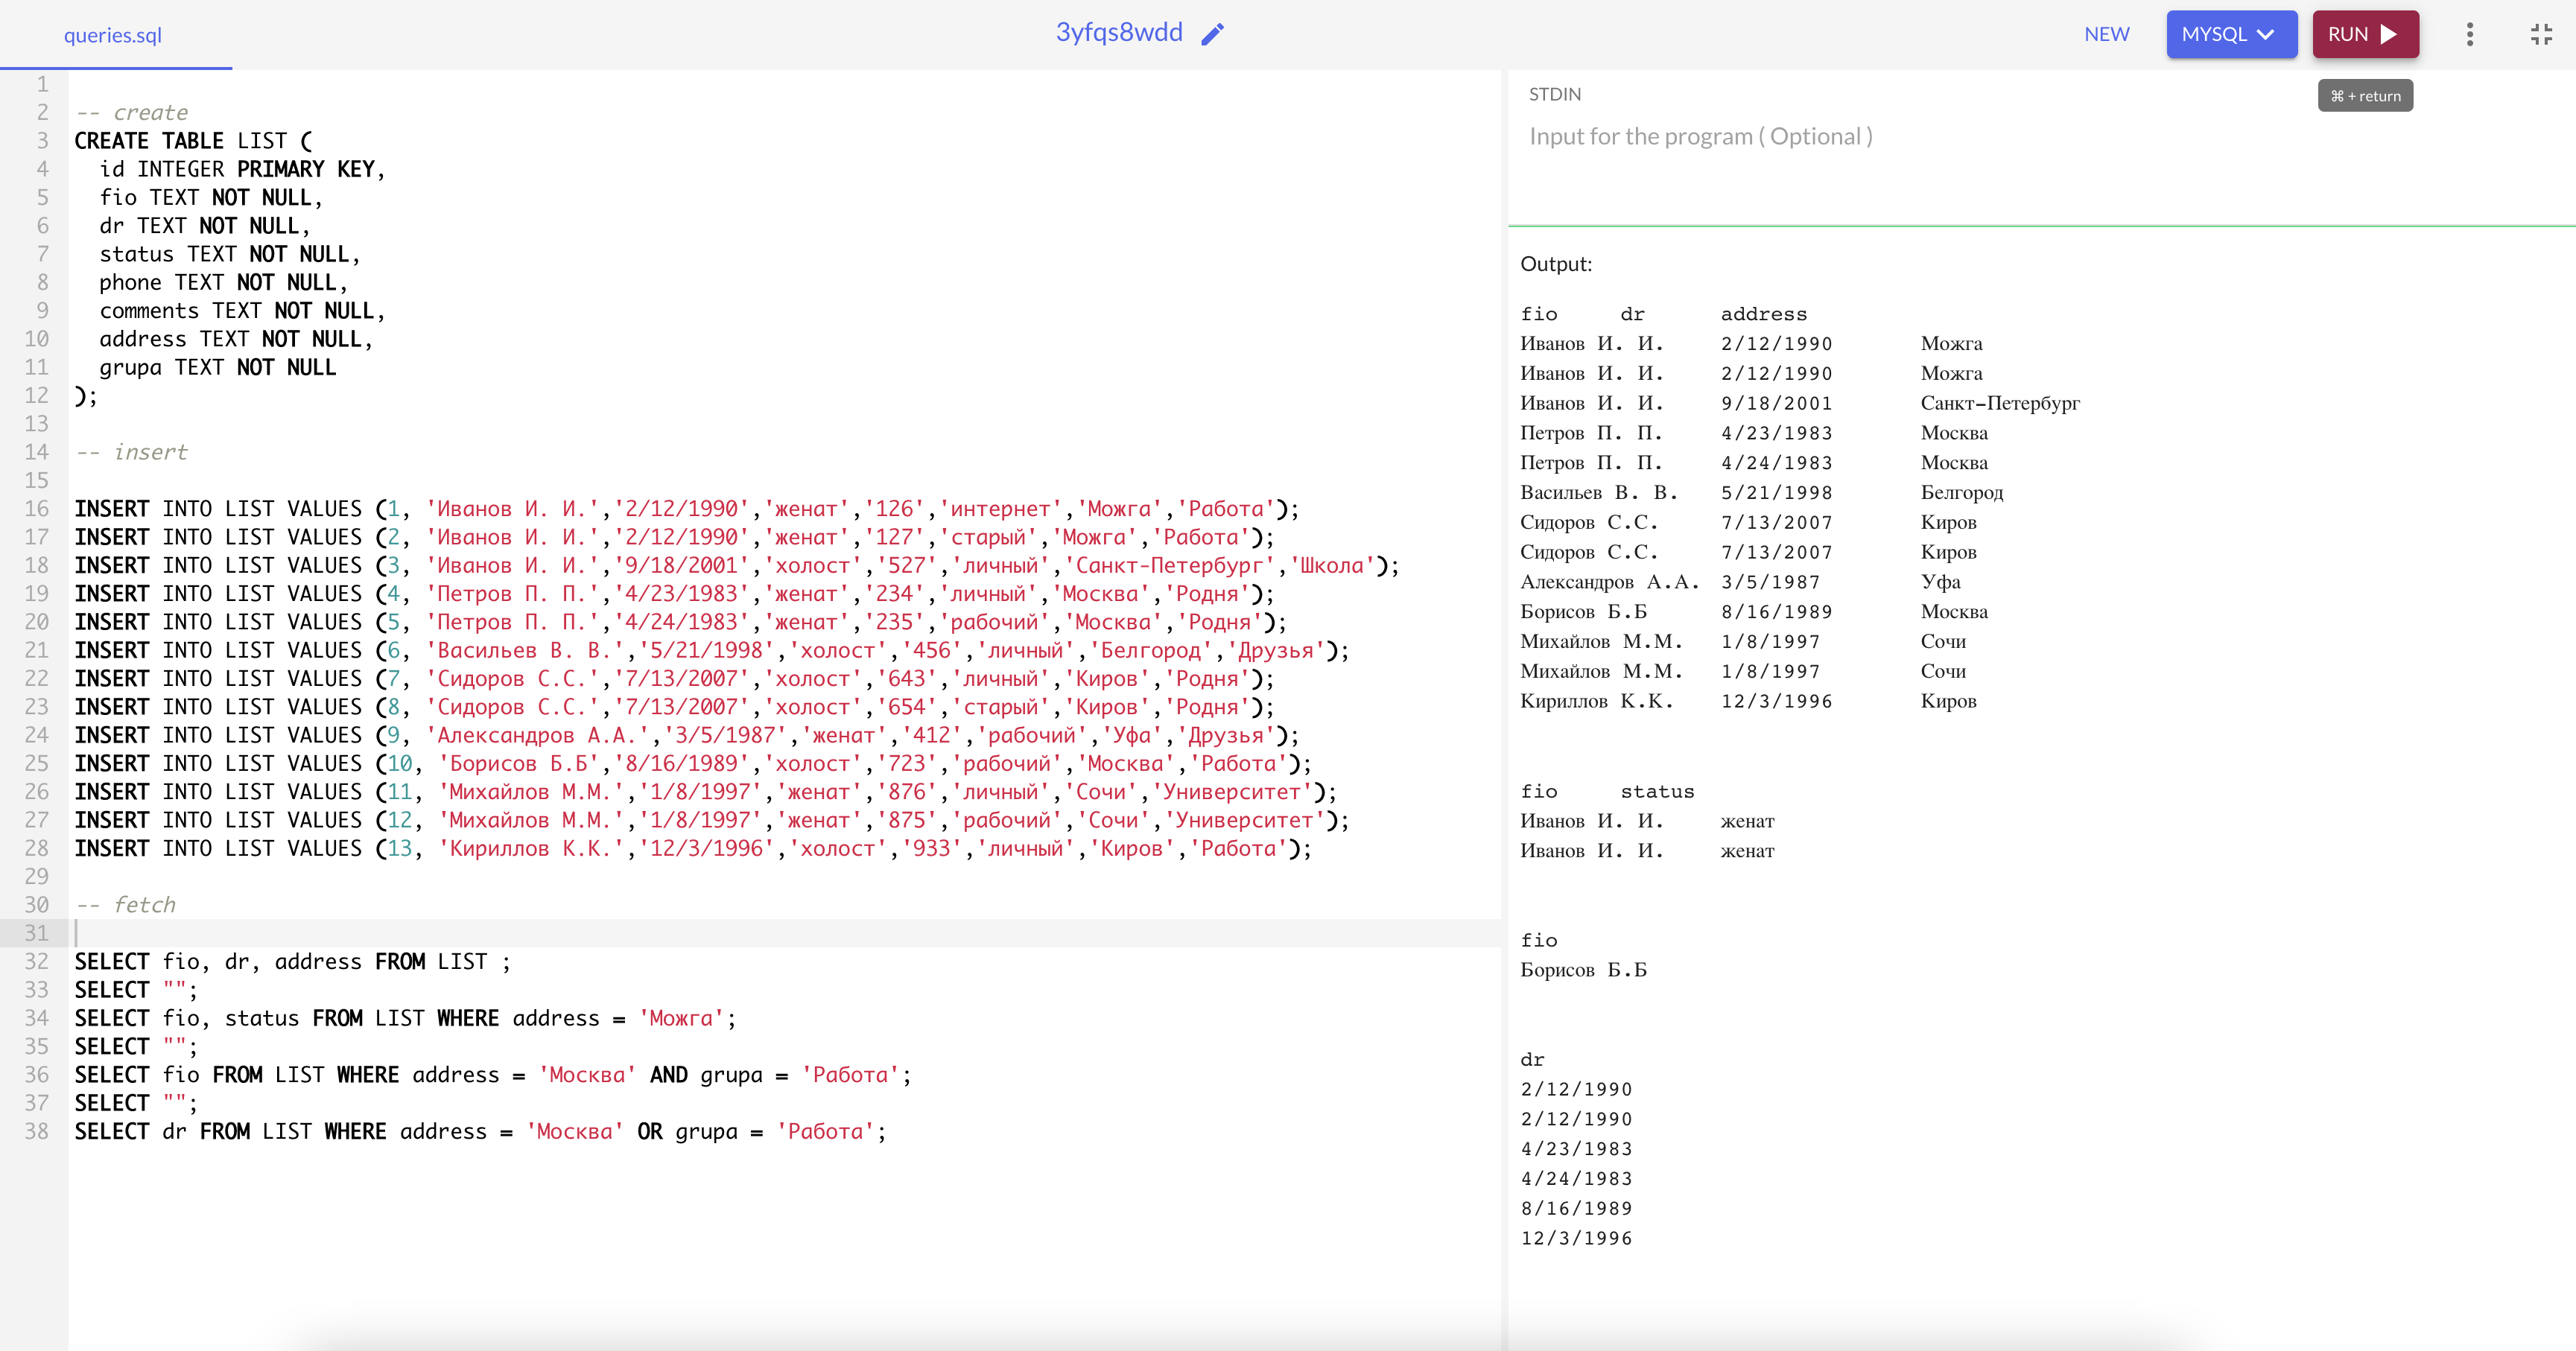 queries.sql
3yfqs8wdd
NEW
MYSQL
RUN
⌘ + return
1
2 -- create
3 CREATE TABLE LIST (
4 id INTEGER PRIMARY KEY,
5 fio TEXT NOT NULL,
6 dr TEXT NOT NULL,
7 status TEXT NOT NULL,
8 phone TEXT NOT NULL,
9 comments TEXT NOT NULL,
10 address TEXT NOT NULL,
11 grupa TEXT NOT NULL
12 );
13
14 -- insert
15
16 INSERT INTO LIST VALUES (1, 'Иванов И. И.','2/12/1990','женат','126','интернет','Можга','Работа');
17 INSERT INTO LIST VALUES (2, 'Иванов И. И.','2/12/1990','женат','127','старый','Можга','Работа');
18 INSERT INTO LIST VALUES (3, 'Иванов И. И.','9/18/2001','холост','527','личный','Санкт-Петербург','Школа');
19 INSERT INTO LIST VALUES (4, 'Петров П. П.','4/23/1983','женат','234','личный','Москва','Родня');
20 INSERT INTO LIST VALUES (5, 'Петров П. П.','4/24/1983','женат','235','рабочий','Москва','Родня');
21 INSERT INTO LIST VALUES (6, 'Васильев В. В.','5/21/1998','холост','456','личный','Белгород','Друзья');
22 INSERT INTO LIST VALUES (7, 'Сидоров С.С.','7/13/2007','холост','643','личный','Киров','Родня');
23 INSERT INTO LIST VALUES (8, 'Сидоров С.С.','7/13/2007','холост','654','старый','Киров','Родня');
24 INSERT INTO LIST VALUES (9, 'Александров А.А.','3/5/1987','женат','412','рабочий','Уфа','Друзья');
25 INSERT INTO LIST VALUES (10, 'Борисов Б.Б','8/16/1989','холост','723','рабочий','Москва','Работа');
26 INSERT INTO LIST VALUES (11, 'Михайлов М.М.','1/8/1997','женат','876','личный','Сочи','Университет');
27 INSERT INTO LIST VALUES (12, 'Михайлов М.М.','1/8/1997','женат','875','рабочий','Сочи','Университет');
28 INSERT INTO LIST VALUES (13, 'Кириллов К.К.','12/3/1996','холост','933','личный','Киров','Работа');
29
30 -- fetch
31
32 SELECT fio, dr, address FROM LIST ;
33 SELECT "";
34 SELECT fio, status FROM LIST WHERE address = 'Можга';
35 SELECT "";
36 SELECT fio FROM LIST WHERE address = 'Москва' AND grupa = 'Работа';
37 SELECT "";
38 SELECT dr FROM LIST WHERE address = 'Москва' OR grupa = 'Работа';
STDIN
Input for the program ( Optional )
Output:
fio dr address
Иванов И. И. 2/12/1990 Можга
Иванов И. И. 2/12/1990 Можга
Иванов И. И. 9/18/2001 Санкт-Петербург
Петров П. П. 4/23/1983 Москва
Петров П. П. 4/24/1983 Москва
Васильев В. В. 5/21/1998 Белгород
Сидоров С.С. 7/13/2007 Киров
Сидоров С.С. 7/13/2007 Киров
Александров А.А. 3/5/1987 Уфа
Борисов Б.Б 8/16/1989 Москва
Михайлов М.М. 1/8/1997 Сочи
Михайлов М.М. 1/8/1997 Сочи
Кириллов К.К. 12/3/1996 Киров
fio status
Иванов И. И. женат
Иванов И. И. женат
fio
Борисов Б.Б
dr
2/12/1990
2/12/1990
4/23/1983
4/24/1983
8/16/1989
12/3/1996